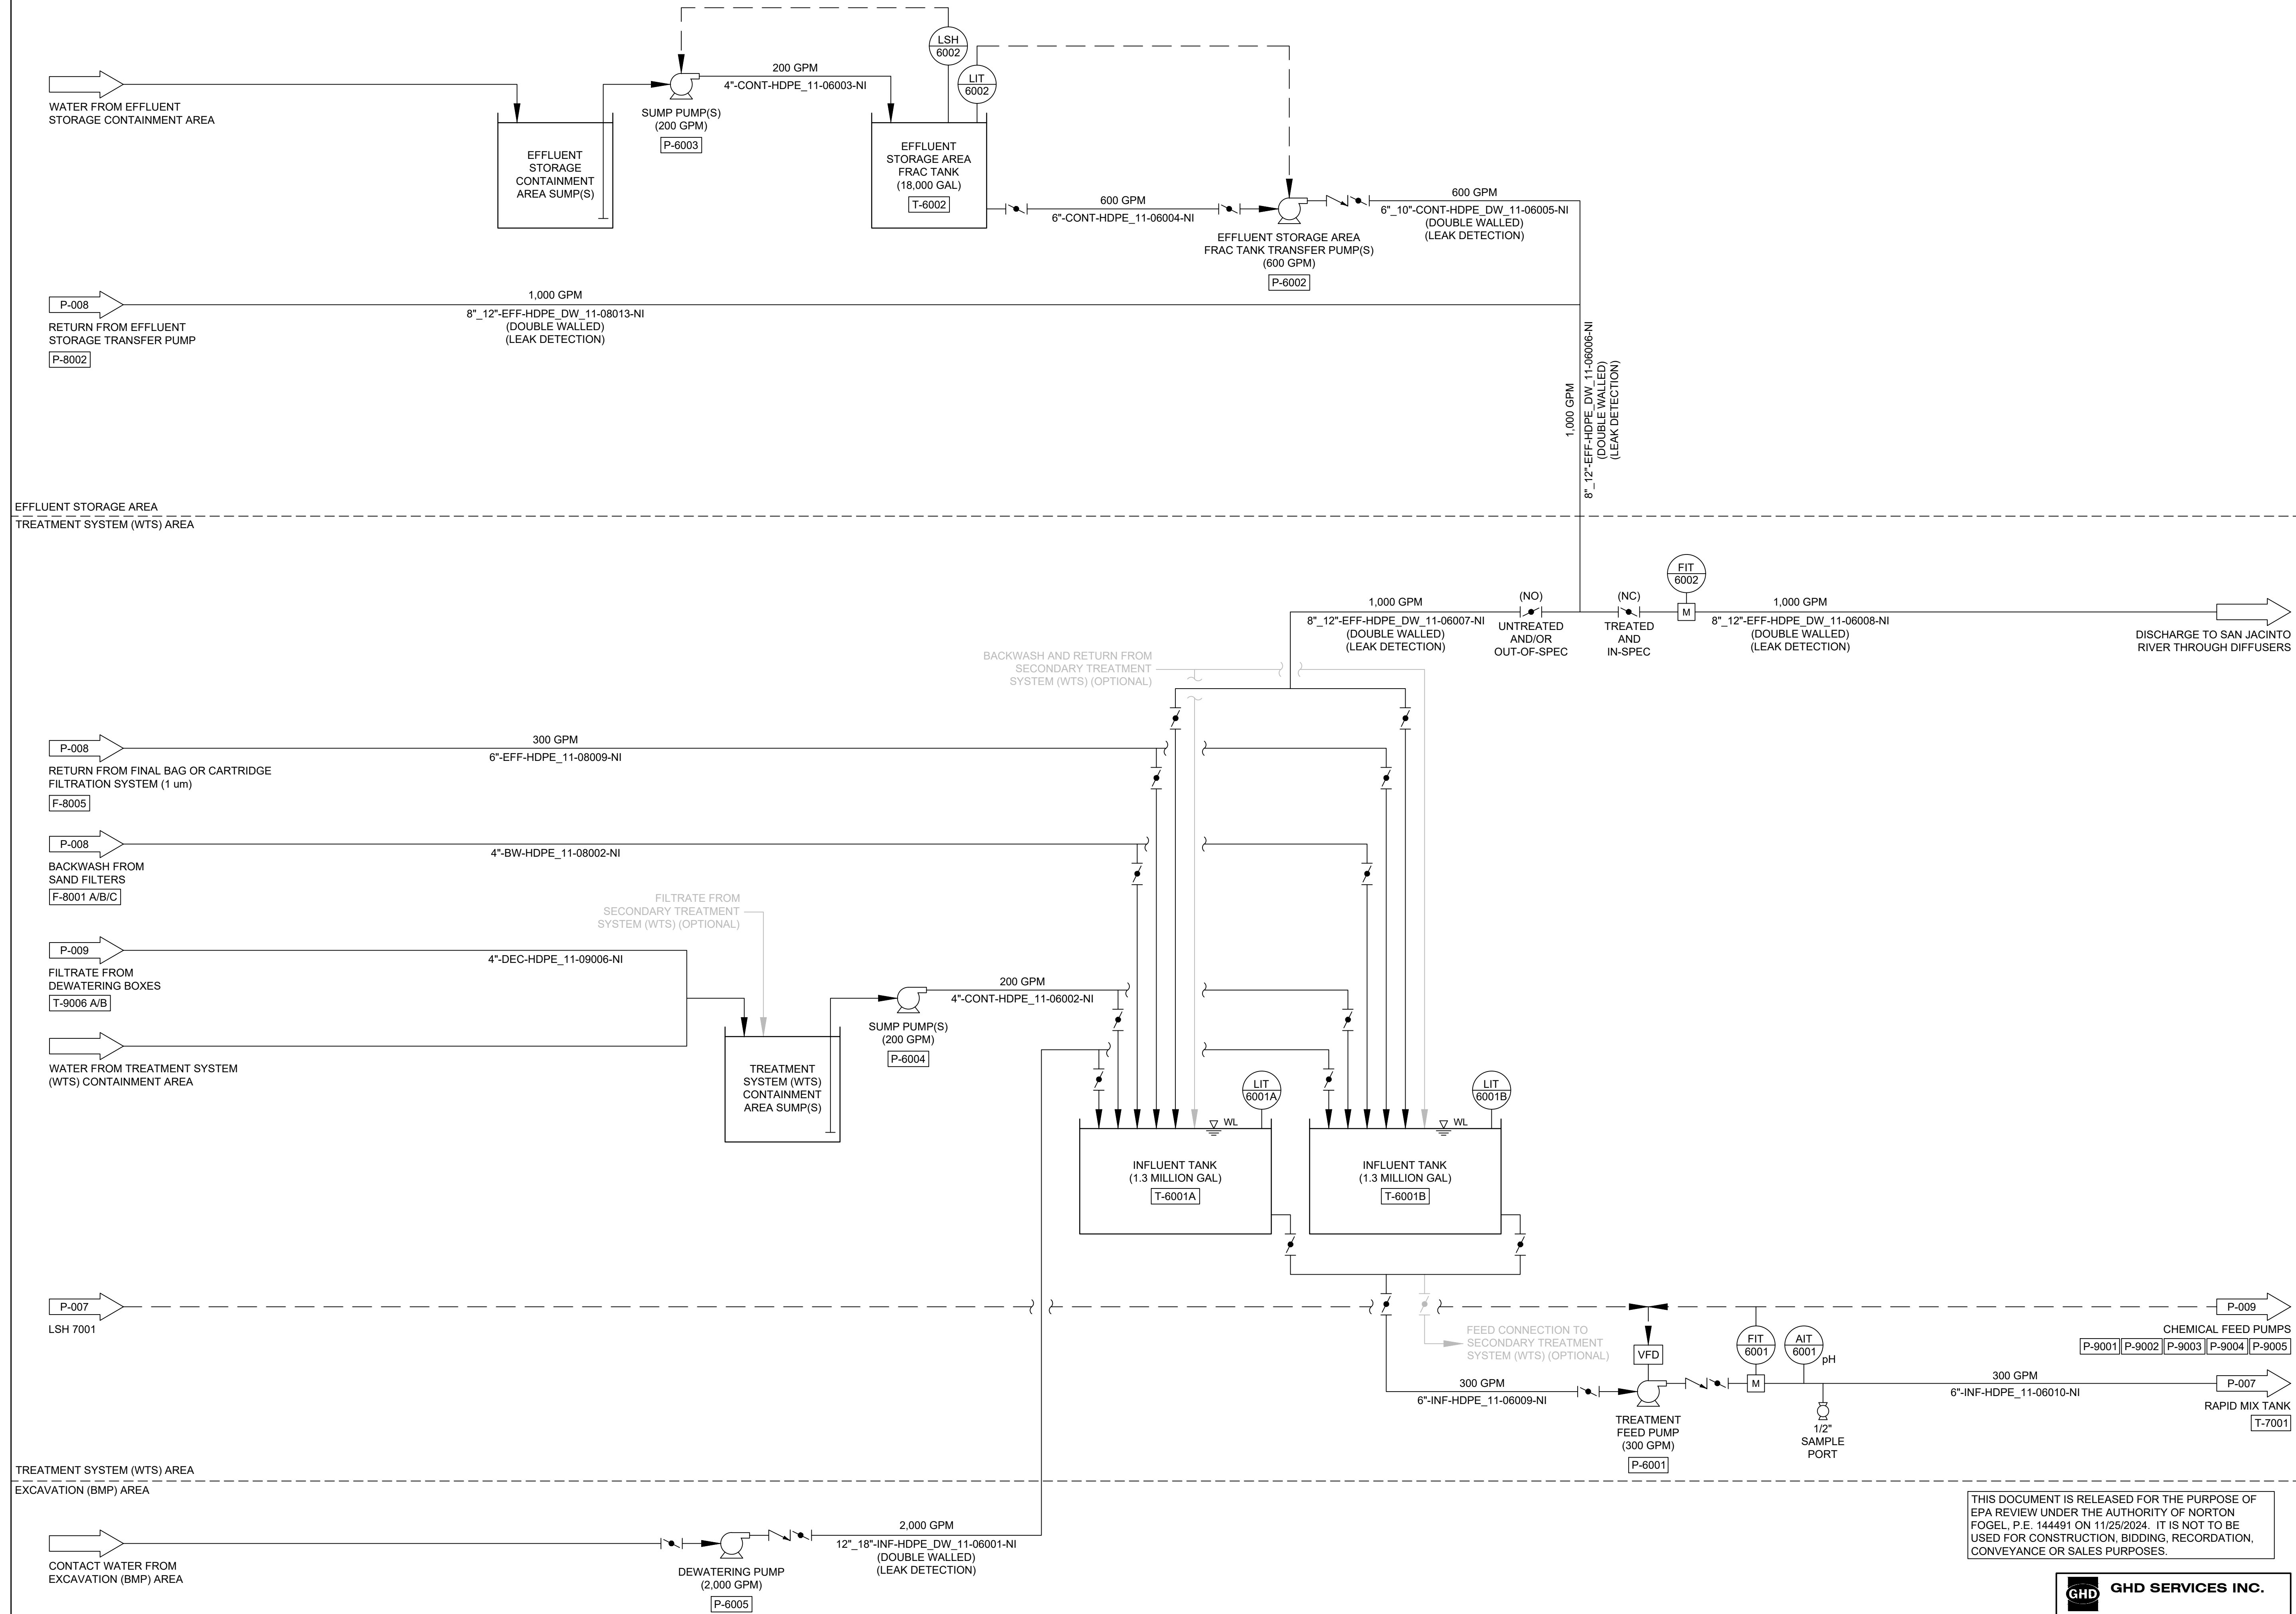 LSH
6002
LIT
6002
200 GPM
4"-CONT-HDPE_11-06003-NI
WATER FROM EFFLUENT
STORAGE CONTAINMENT AREA
SUMP PUMP(S)
(200 GPM)
P-6003
EFFLUENT
STORAGE
CONTAINMENT
AREA SUMP(S)
EFFLUENT
STORAGE AREA
FRAC TANK
(18,000 GAL)
T-6002
600 GPM
6"-CONT-HDPE_11-06004-NI
600 GPM
6"_10"-CONT-HDPE_DW_11-06005-NI
(DOUBLE WALLED)
(LEAK DETECTION)
EFFLUENT STORAGE AREA
FRAC TANK TRANSFER PUMP(S)
(600 GPM)
P-6002
P-008
RETURN FROM EFFLUENT
STORAGE TRANSFER PUMP
P-8002
1,000 GPM
8"_12"-EFF-HDPE_DW_11-08013-NI
(DOUBLE WALLED)
(LEAK DETECTION)
1,000 GPM
8"_12"-EFF-HDPE_DW_11-06006-NI
(DOUBLE WALLED)
(LEAK DETECTION)
EFFLUENT STORAGE AREA
TREATMENT SYSTEM (WTS) AREA
FIT
6002
1,000 GPM
8"_12"-EFF-HDPE_DW_11-06007-NI
(DOUBLE WALLED)
(LEAK DETECTION)
(NO)
UNTREATED
AND/OR
OUT-OF-SPEC
(NC)
TREATED
AND
IN-SPEC
M
1,000 GPM
8"_12"-EFF-HDPE_DW_11-06008-NI
(DOUBLE WALLED)
(LEAK DETECTION)
DISCHARGE TO SAN JACINTO
RIVER THROUGH DIFFUSERS
BACKWASH AND RETURN FROM
SECONDARY TREATMENT
SYSTEM (WTS) (OPTIONAL)
P-008
300 GPM
6"-EFF-HDPE_11-08009-NI
RETURN FROM FINAL BAG OR CARTRIDGE
FILTRATION SYSTEM (1 um)
F-8005
P-008
4"-BW-HDPE_11-08002-NI
BACKWASH FROM
SAND FILTERS
F-8001 A/B/C
FILTRATE FROM
SECONDARY TREATMENT
SYSTEM (WTS) (OPTIONAL)
P-009
4"-DEC-HDPE_11-09006-NI
FILTRATE FROM
DEWATERING BOXES
T-9006 A/B
200 GPM
4"-CONT-HDPE_11-06002-NI
SUMP PUMP(S)
(200 GPM)
P-6004
WATER FROM TREATMENT SYSTEM
(WTS) CONTAINMENT AREA
TREATMENT
SYSTEM (WTS)
CONTAINMENT
AREA SUMP(S)
LIT
6001A
LIT
6001B
WL
WL
INFLUENT TANK
(1.3 MILLION GAL)
T-6001A
INFLUENT TANK
(1.3 MILLION GAL)
T-6001B
P-007
LSH 7001
P-009
CHEMICAL FEED PUMPS
P-9001 P-9002 P-9003 P-9004 P-9005
FEED CONNECTION TO
SECONDARY TREATMENT
SYSTEM (WTS) (OPTIONAL)
VFD
FIT
6001
AIT
6001
pH
300 GPM
6"-INF-HDPE_11-06009-NI
M
300 GPM
6"-INF-HDPE_11-06010-NI
P-007
RAPID MIX TANK
T-7001
TREATMENT
FEED PUMP
(300 GPM)
P-6001
1/2"
SAMPLE
PORT
TREATMENT SYSTEM (WTS) AREA
EXCAVATION (BMP) AREA
CONTACT WATER FROM
EXCAVATION (BMP) AREA
DEWATERING PUMP
(2,000 GPM)
P-6005
2,000 GPM
12"_18"-INF-HDPE_DW_11-06001-NI
(DOUBLE WALLED)
(LEAK DETECTION)
THIS DOCUMENT IS RELEASED FOR THE PURPOSE OF
EPA REVIEW UNDER THE AUTHORITY OF NORTON
FOGEL, P.E. 144491 ON 11/25/2024. IT IS NOT TO BE
USED FOR CONSTRUCTION, BIDDING, RECORDATION,
CONVEYANCE OR SALES PURPOSES.
GHD
GHD SERVICES INC.